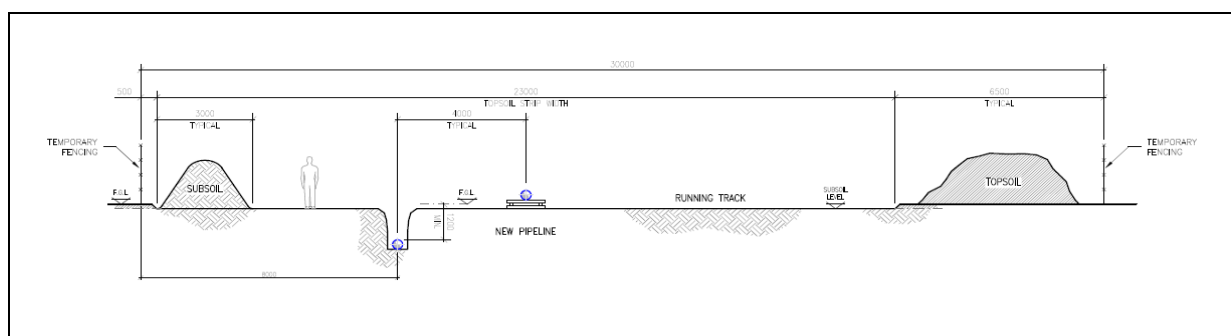 30000
500
23000
6500
TOPSOIL STRIP WIDTH
TYPICAL
3000
4000
TYPICAL
TYPICAL
TEMPORARY
FENCING
TEMPORARY
FENCING
SUBSOIL
TOPSOIL
F.G.L
F.G.L
RUNNING TRACK
SUBSOIL
LEVEL
1200
MIN.
NEW PIPELINE
8000